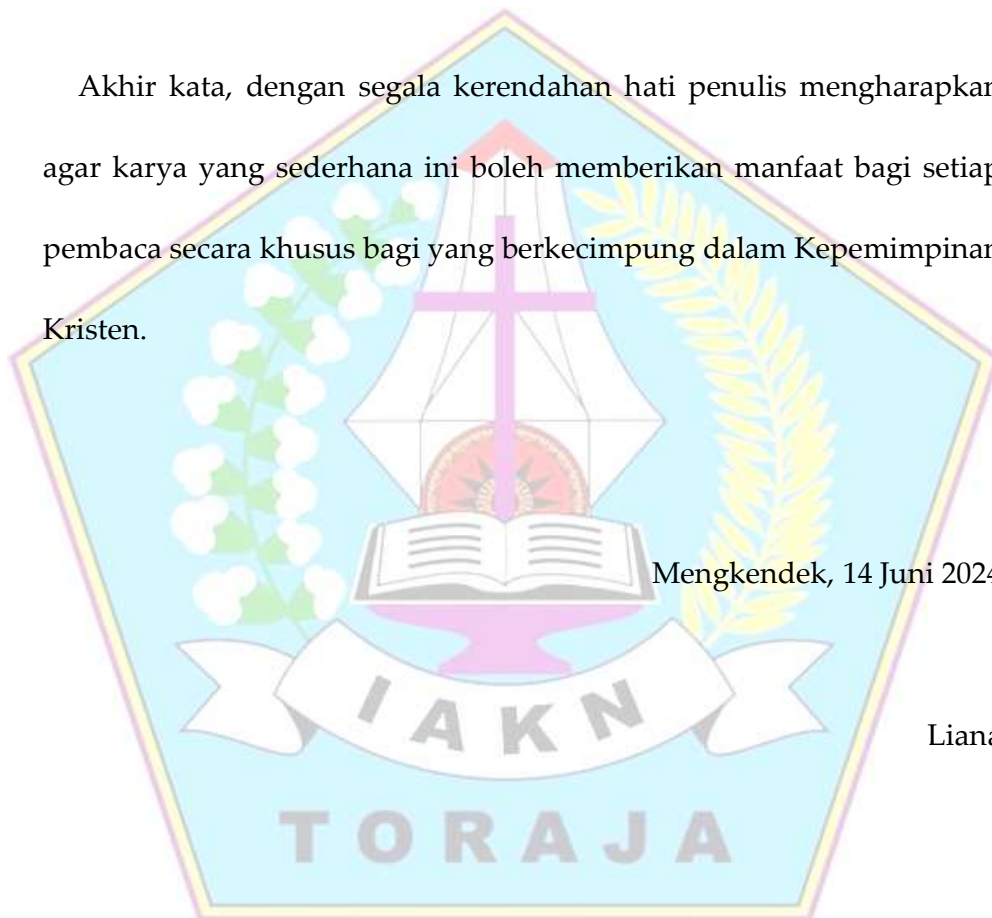 Akhir kata, dengan segala kerendahan hati penulis mengharapkan
agar karya yang sederhana ini boleh memberikan manfaat bagi setiap
pembaca secara khusus bagi yang berkecimpung dalam Kepemimpinan
Kristen.
Mengkendek, 14 Juni 2024
Liana
IAKN
TORAJA